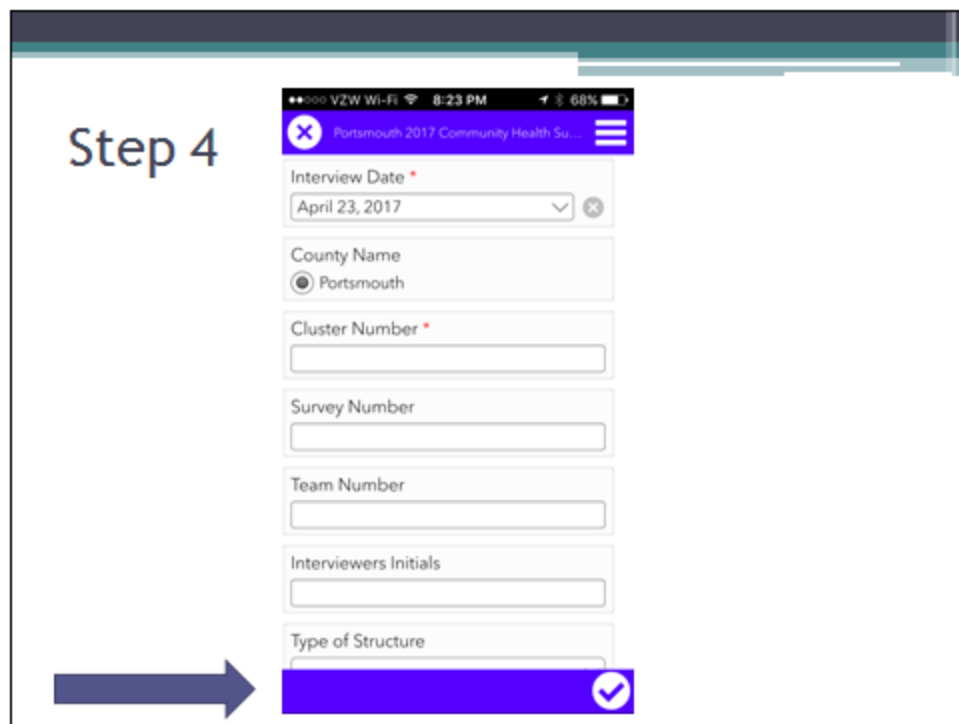 Step 4
VZW Wi-Fi 8:23 PM 68%
Portsmouth 2017 Community Health Su...
Interview Date *
April 23, 2017
County Name
Portsmouth
Cluster Number *
Survey Number
Team Number
Interviewers Initials
Type of Structure